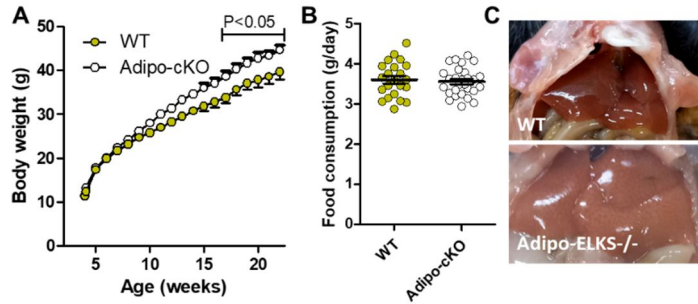 A
P<0.05
WT
Adipo-cKO
Body weight (g)
50
40
30
20
10
0
5
10
15
20
Age (weeks)
B
Food consumption (g/day)
5
4
3
2
1
0
WT
Adipo-cKO
C
WT
Adipo-ELKS-/-